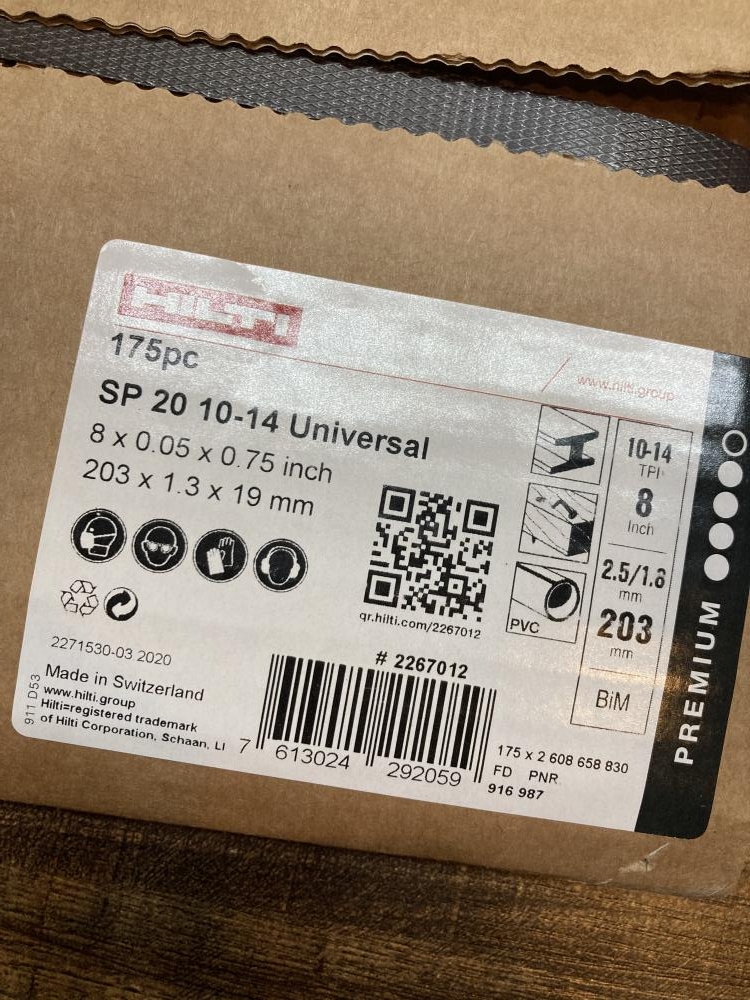 HILTI
175pc
www.hilti.group
SP 20 10-14 Universal
8 x 0.05 x 0.75 inch
203 x 1.3 x 19 mm
10-14
TPI
8
Inch
2.5/1.8
mm
203
mm
BiM
PVC
PREMIUM
qr.hilti.com/2267012
2271530-03 2020
# 2267012
Made in Switzerland
www.hilti.group
Hilti=registered trademark
of Hilti Corporation, Schaan, LI
911 D53
7 613024 292059
175 x 2 608 658 830
FD PNR
916 987